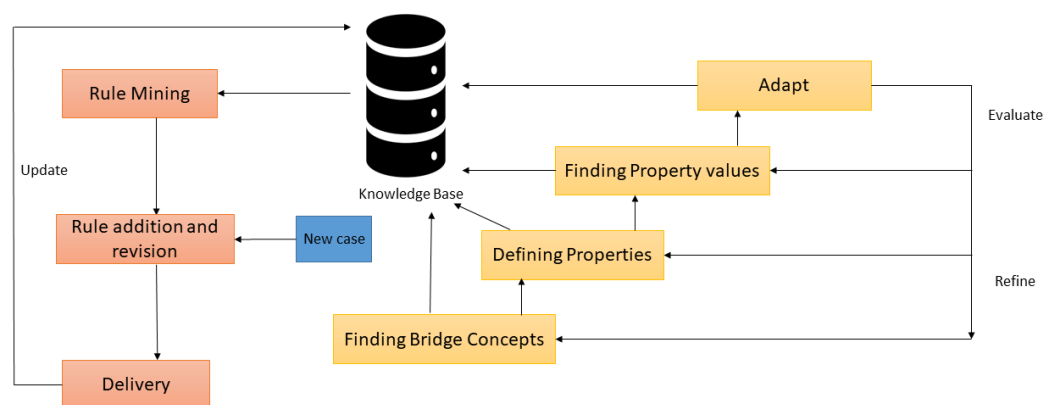 Rule Mining
Adapt
Evaluate
Update
Finding Property values
Knowledge Base
Rule addition and
revision
New case
Defining Properties
Refine
Finding Bridge Concepts
Delivery